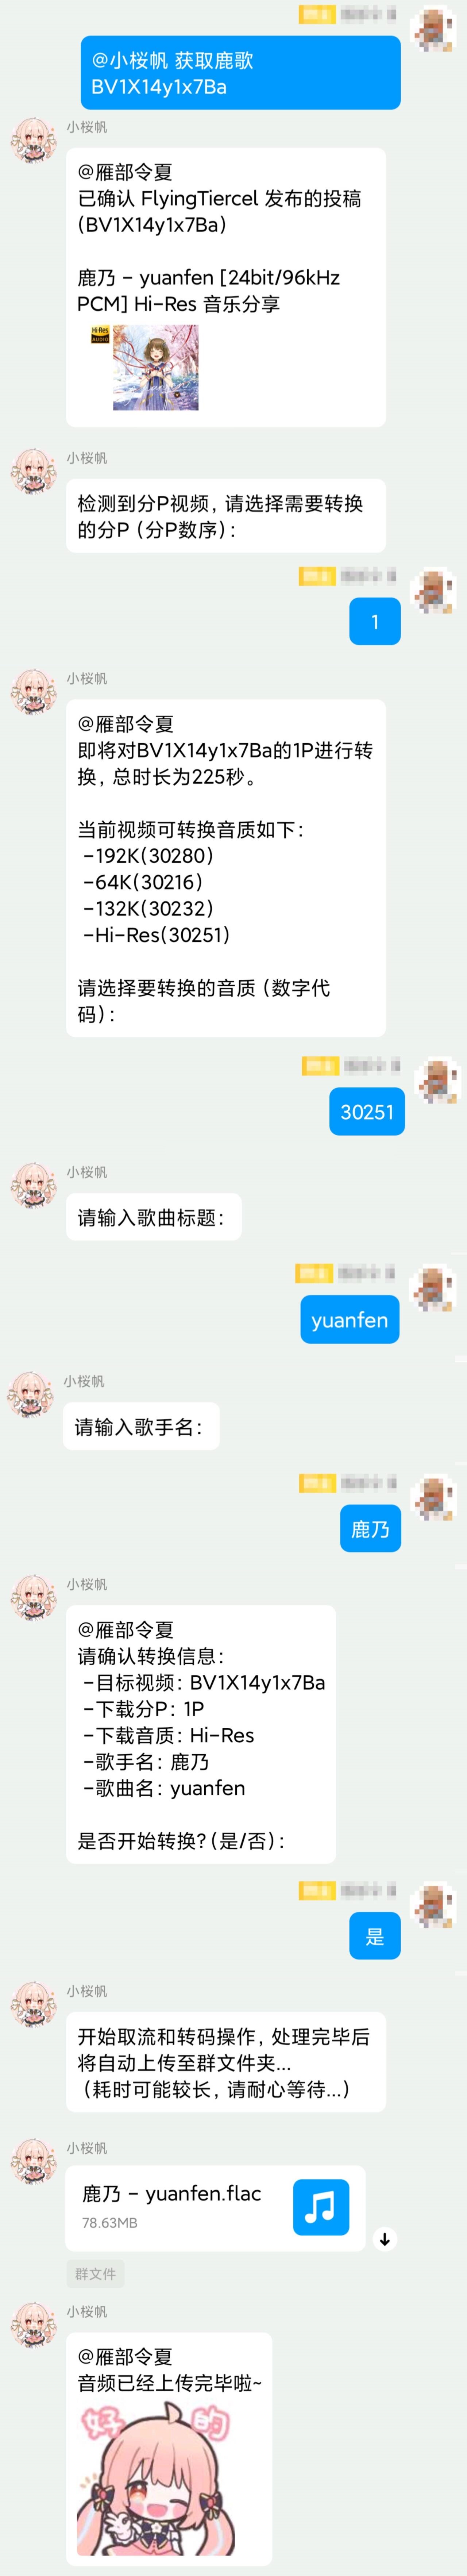 @小桜帆 获取鹿歌
BV1X14y1x7Ba
小桜帆
@雁部令夏
已确认 FlyingTiercel 发布的投稿
(BV1X14y1x7Ba)
鹿乃 - yuanfen [24bit/96kHz
PCM] Hi-Res 音乐分享
Hi-Res
AUDIO
小桜帆
检测到分P视频，请选择需要转换
的分P（分P数序）：
1
小桜帆
@雁部令夏
即将对BV1X14y1x7Ba的1P进行转
换，总时长为225秒。
当前视频可转换音质如下：
-192K(30280)
-64K(30216)
-132K(30232)
-Hi-Res(30251)
请选择要转换的音质（数字代
码）：
30251
小桜帆
请输入歌曲标题：
yuanfen
小桜帆
请输入歌手名：
鹿乃
小桜帆
@雁部令夏
请确认转换信息：
-目标视频：BV1X14y1x7Ba
-下载分P：1P
-下载音质：Hi-Res
-歌手名：鹿乃
-歌曲名：yuanfen
是否开始转换？(是/否)：
是
小桜帆
开始取流和转码操作，处理完毕后
将自动上传至群文件夹...
（耗时可能较长，请耐心等待...）
小桜帆
鹿乃 - yuanfen.flac
78.63MB
群文件
小桜帆
@雁部令夏
音频已经上传完毕啦~
好的